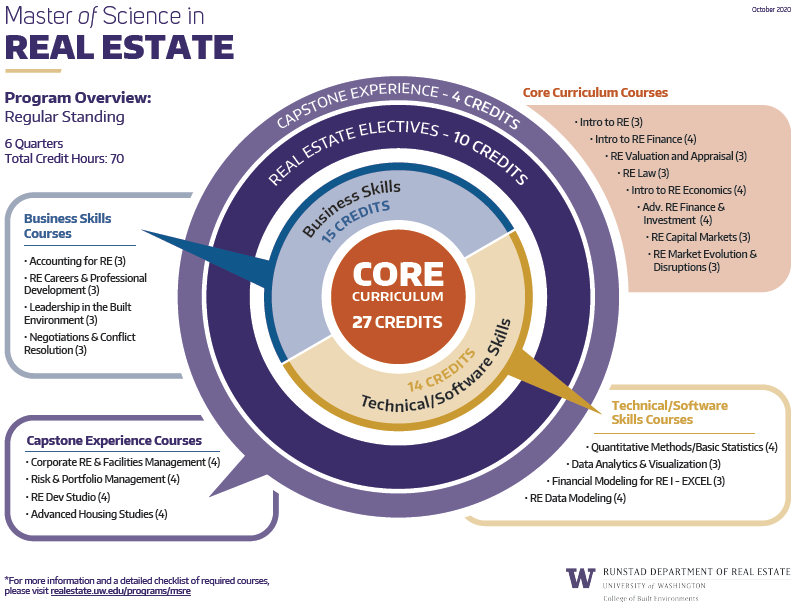 Master of Science in
REAL ESTATE
October 2020
Program Overview:
Regular Standing
6 Quarters
Total Credit Hours: 70
CAPSTONE EXPERIENCE - 4 CREDITS
REAL ESTATE ELECTIVES - 10 CREDITS
Business Skills
15 CREDITS
CORE
CURRICULUM
27 CREDITS
14 CREDITS
Technical/Software Skills
Core Curriculum Courses
· Intro to RE (3)
· Intro to RE Finance (4)
· RE Valuation and Appraisal (3)
· RE Law (3)
· Intro to RE Economics (4)
· Adv. RE Finance &
Investment (4)
· RE Capital Markets (3)
· RE Market Evolution &
Disruptions (3)
Business Skills
Courses
· Accounting for RE (3)
· RE Careers & Professional
Development (3)
· Leadership in the Built
Environment (3)
· Negotiations & Conflict
Resolution (3)
Capstone Experience Courses
· Corporate RE & Facilities Management (4)
· Risk & Portfolio Management (4)
· RE Dev Studio (4)
· Advanced Housing Studies (4)
Technical/Software
Skills Courses
· Quantitative Methods/Basic Statistics (4)
· Data Analytics & Visualization (3)
· Financial Modeling for RE I - EXCEL (3)
· RE Data Modeling (4)
*For more information and a detailed checklist of required courses,
please visit realestate.uw.edu/programs/msre
W
RUNSTAD DEPARTMENT OF REAL ESTATE
UNIVERSITY of WASHINGTON
College of Built Environments